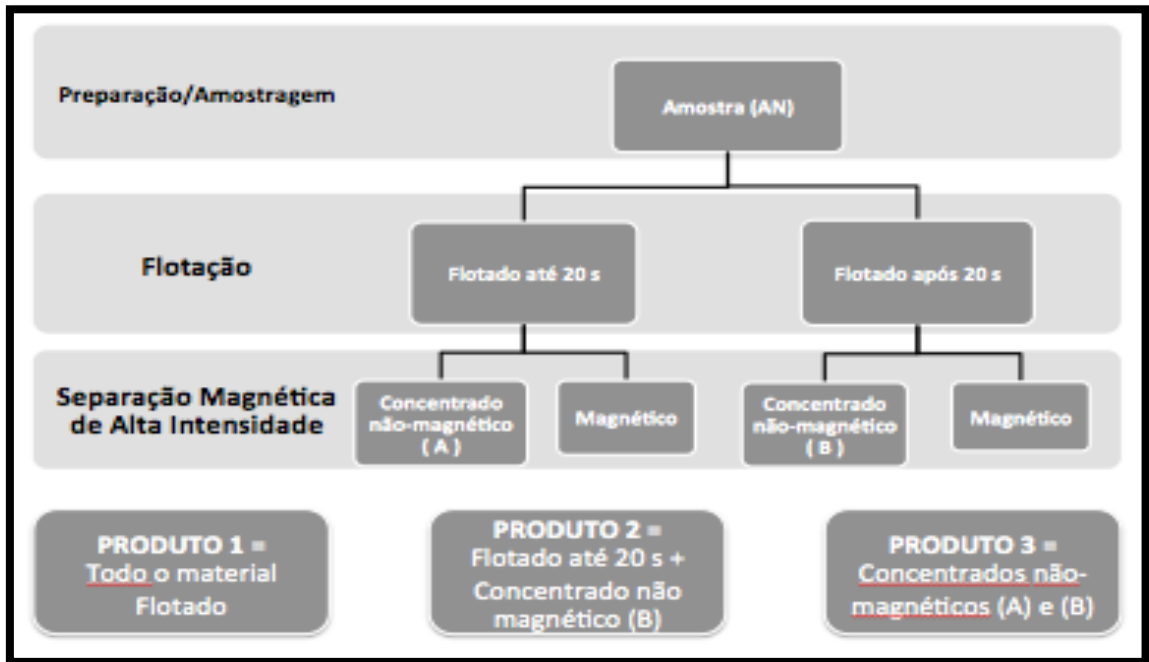 Preparação/Amostragem
Amostra (AN)
Flotação
Flotado até 20 s
Flotado após 20 s
Separação Magnética
de Alta Intensidade
Concentrado
não-magnético
( A )
Magnético
Concentrado
não-magnético
( B )
Magnético
PRODUTO 1 =
Todo o material
Flotado
PRODUTO 2 =
Flotado até 20 s +
Concentrado não
magnético (B)
PRODUTO 3 =
Concentrados não-
magnéticos (A) e (B)